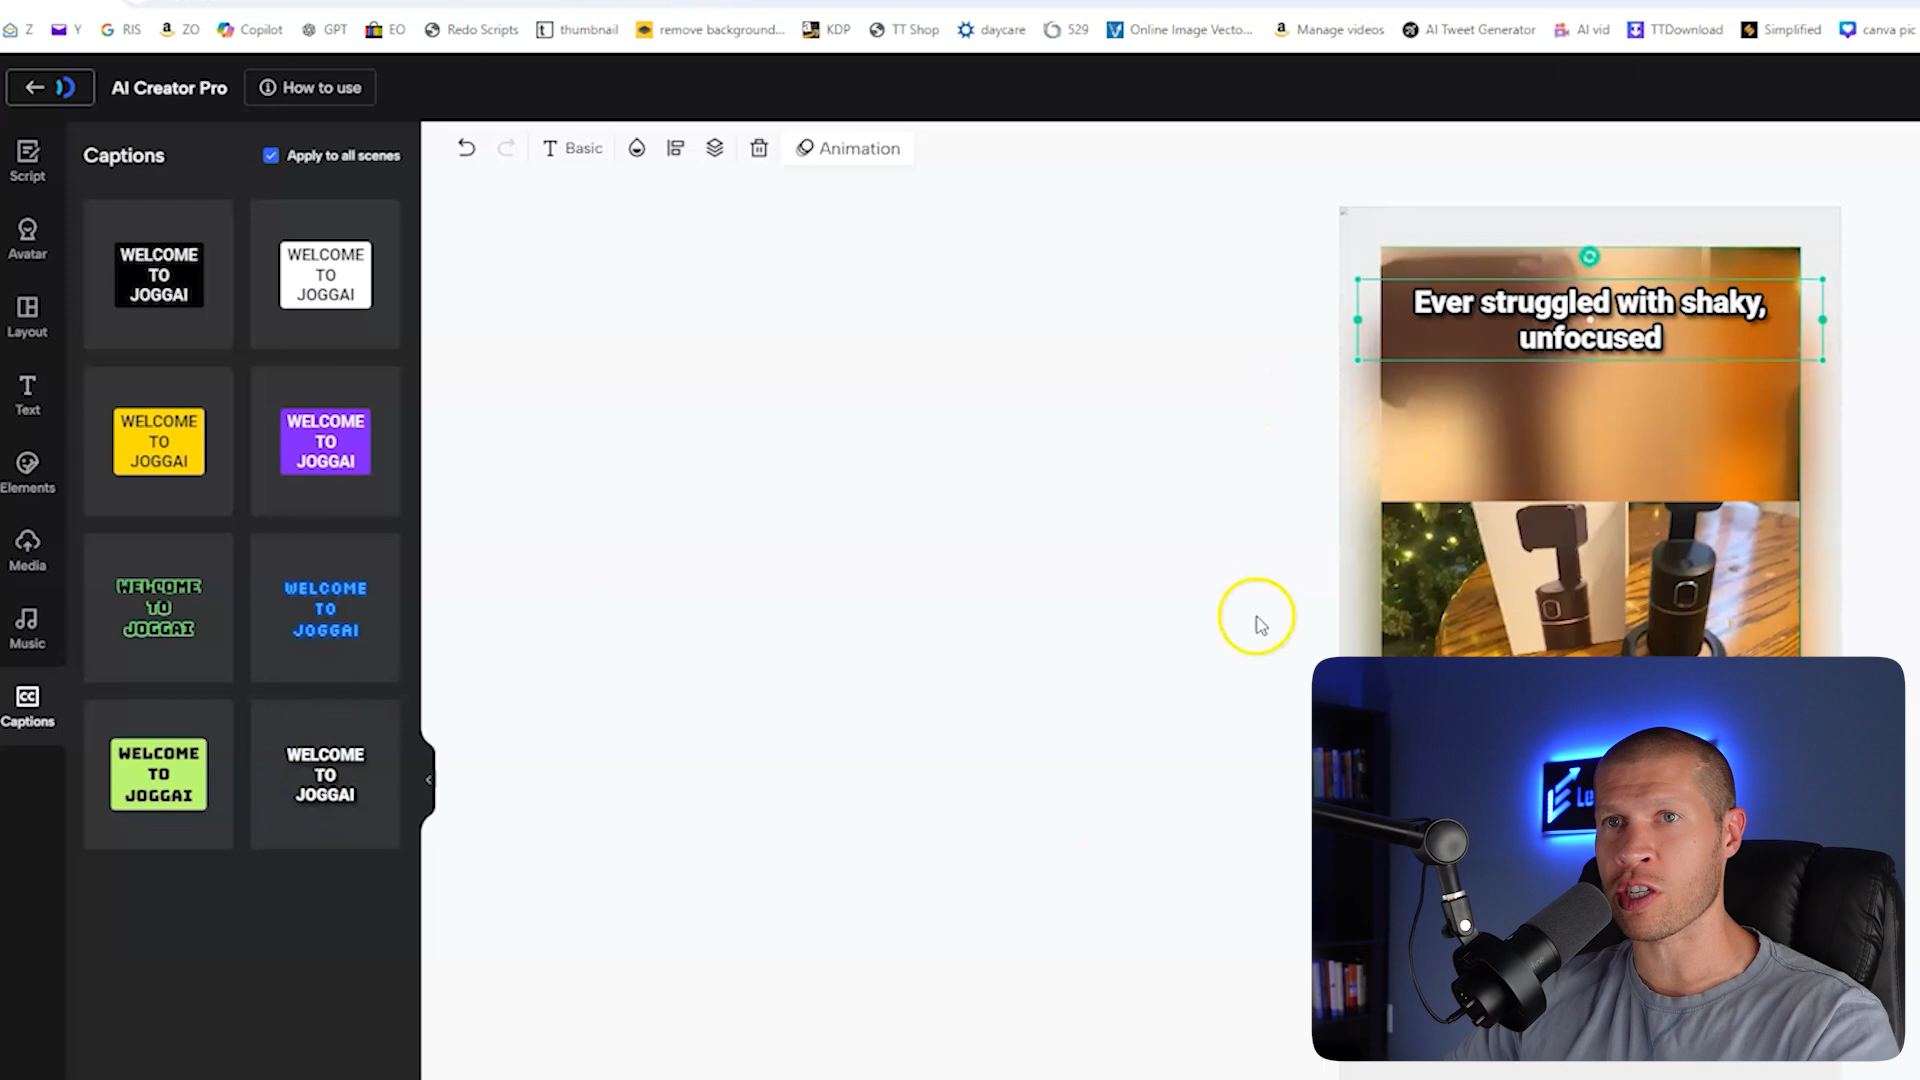 Z
Y
RIS
ZO
Copilot
GPT
EO
Redo Scripts
thumbnail
remove background...
KDP
TT Shop
daycare
529
Online Image Vecto...
Manage videos
AI Tweet Generator
AI vid
TTDownload
Simplified
canva pic
AI Creator Pro
How to use
Script
Avatar
Layout
Text
Elements
Media
Music
Captions
Captions
Apply to all scenes
WELCOME
TO
JOGGAI
WELCOME
TO
JOGGAI
WELCOME
TO
JOGGAI
WELCOME
TO
JOGGAI
WELCOME
TO
JOGGAI
WELCOME
TO
JOGGAI
WELCOME
TO
JOGGAI
WELCOME
TO
JOGGAI
Basic
Animation
Ever struggled with shaky,
unfocused
Le